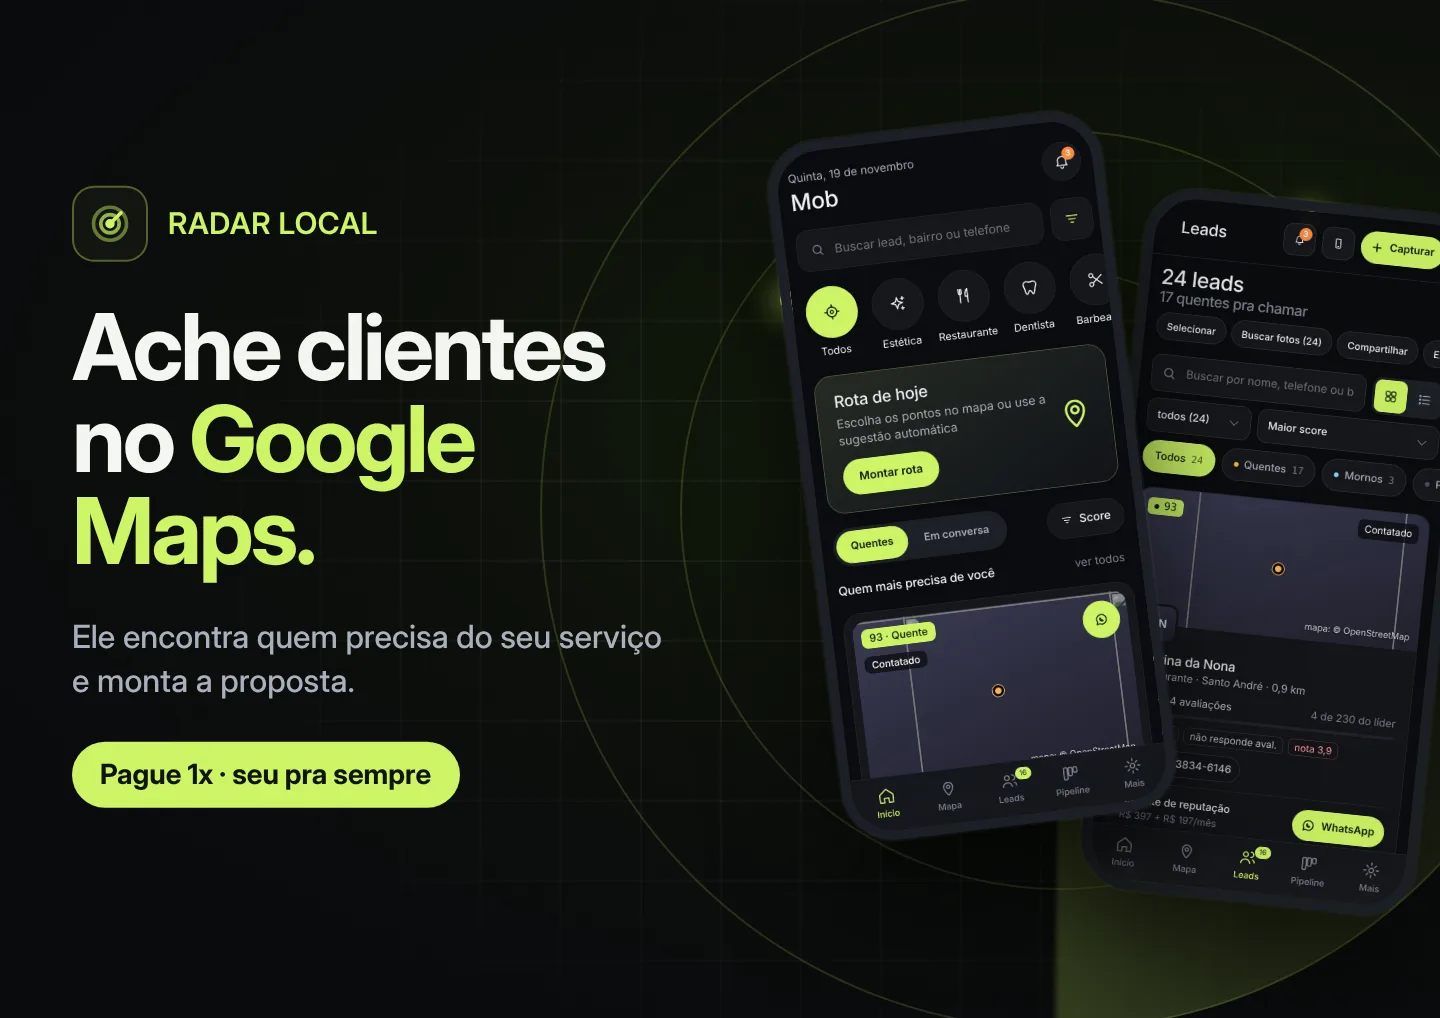 RADAR LOCAL
Ache clientes
no Google
Maps.
Ele encontra quem precisa do seu serviço
e monta a proposta.
Pague 1x · seu pra sempre
Quinta, 19 de novembro
3
Mob
Buscar lead, bairro ou telefone
Todos
Estética
Restaurante
Dentista
Barbea
Rota de hoje
Escolha os pontos no mapa ou use a
sugestão automática
Montar rota
Quentes
Em conversa
Score
Quem mais precisa de você
ver todos
93 · Quente
Contatado
mapa: © OpenStreetMap
Início
Mapa
16
Leads
Pipeline
Mais
Leads
3
+ Capturar
24 leads
17 quentes pra chamar
Selecionar
Buscar fotos (24)
Compartilhar
E
Buscar por nome, telefone ou b
todos (24)
Maior score
Todos 24
Quentes 17
Mornos 3
F
93
Contatado
N
mapa: © OpenStreetMap
ina da Nona
rante · Santo André · 0,9 km
4 avaliações
4 de 230 do líder
não responde aval.
nota 3,9
3834-6146
te de reputação
R$ 397 + R$ 197/mês
WhatsApp
Início
Mapa
16
Leads
Pipeline
Mais